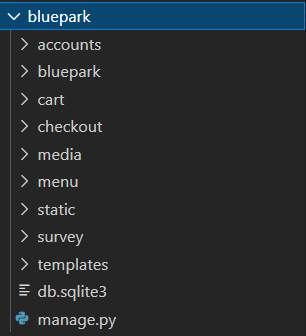 bluepark
accounts
bluepark
cart
checkout
media
menu
static
survey
templates
db.sqlite3
manage.py